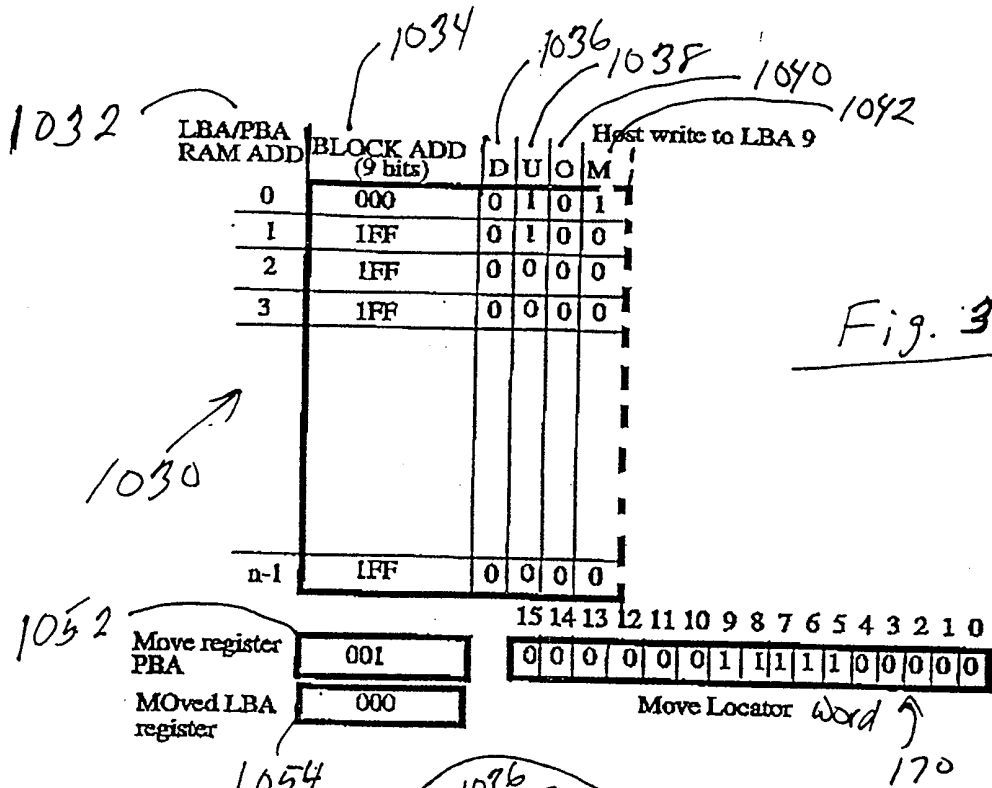 1034
1036
1038
1040
1042
1032
LBA/PBA RAM ADD
BLOCK ADD (9 bits)
D U O M
Host write to LBA 9
0 000 0 1 0 1
1 1FF 0 1 0 0
2 1FF 0 0 0 0
3 1FF 0 0 0 0
Fig. 3
1030
n-1 1FF 0 0 0 0
15 14 13 12 11 10 9 8 7 6 5 4 3 2 1 0
1052
Move register PBA
001
0 0 0 0 0 0 1 1 1 1 1 0 0 0 0 0
MOved LBA register
000
Move Locator word
170
1054
1036